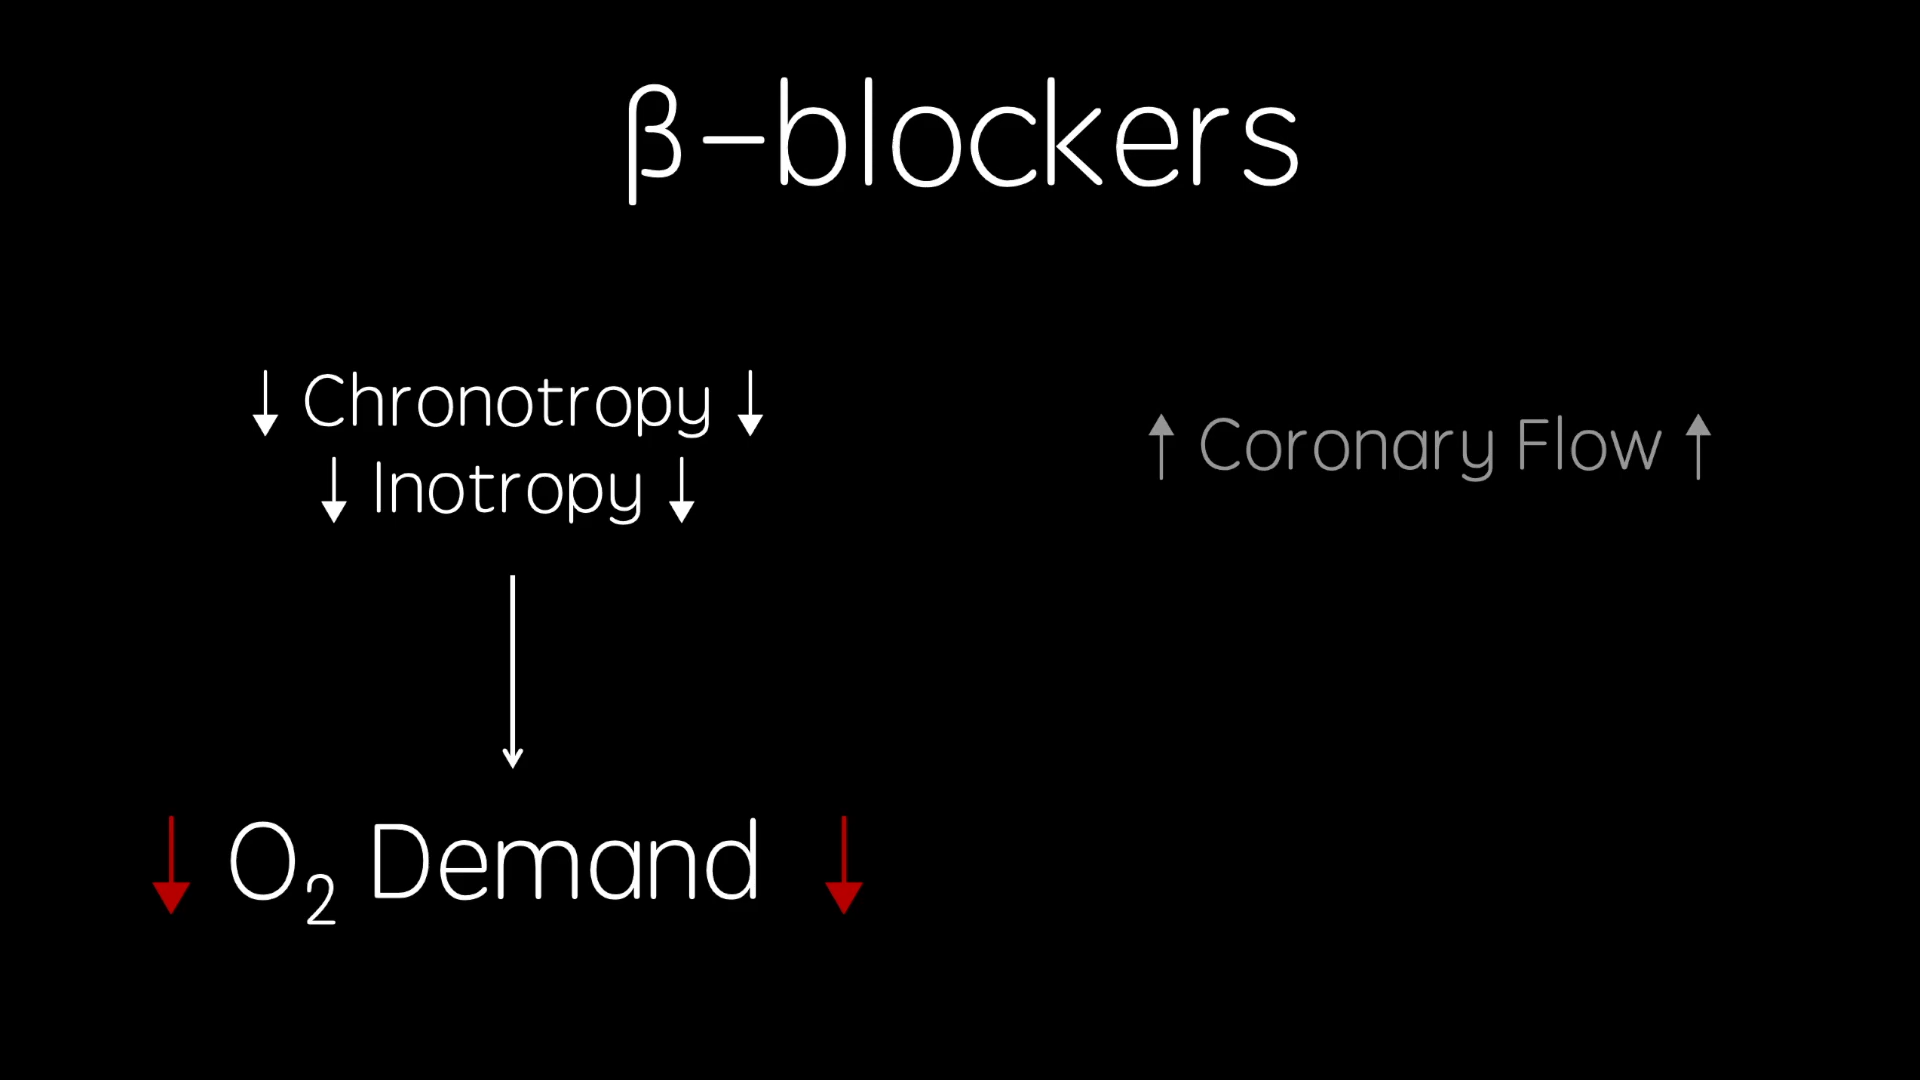 β-blockers
↓ Chronotropy ↓
↓ Inotropy ↓
↑ Coronary Flow ↑
↓ O₂ Demand ↓